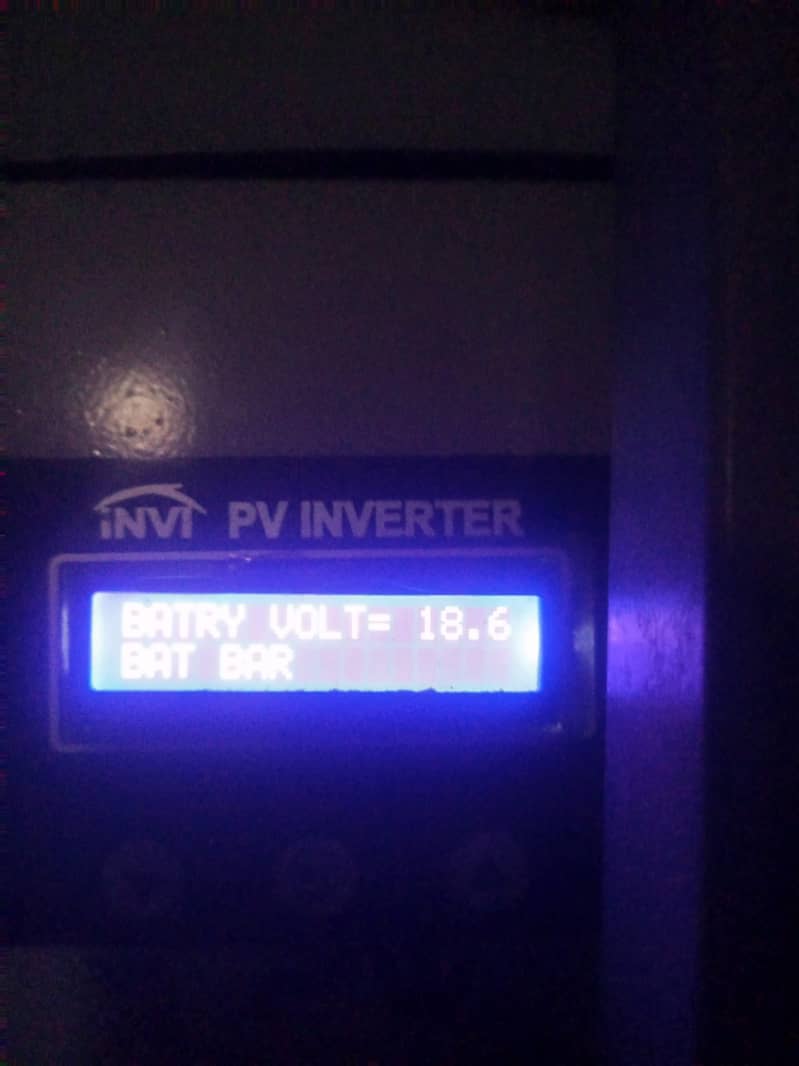 iNVi PV INVERTER
BATRY VOLT= 18.6
BAT BAR